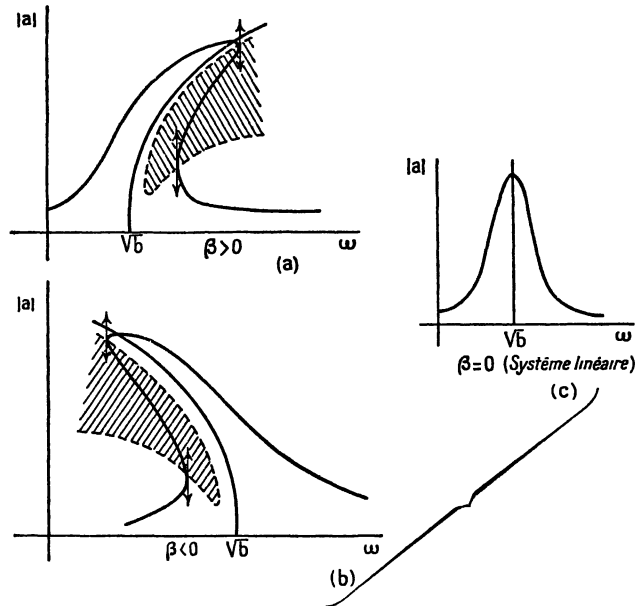 |a|
√b
β>0
ω
(a)
|a|
√b
β=0 (Système linéaire)
(c)
|a|
β<0
√b
ω
(b)